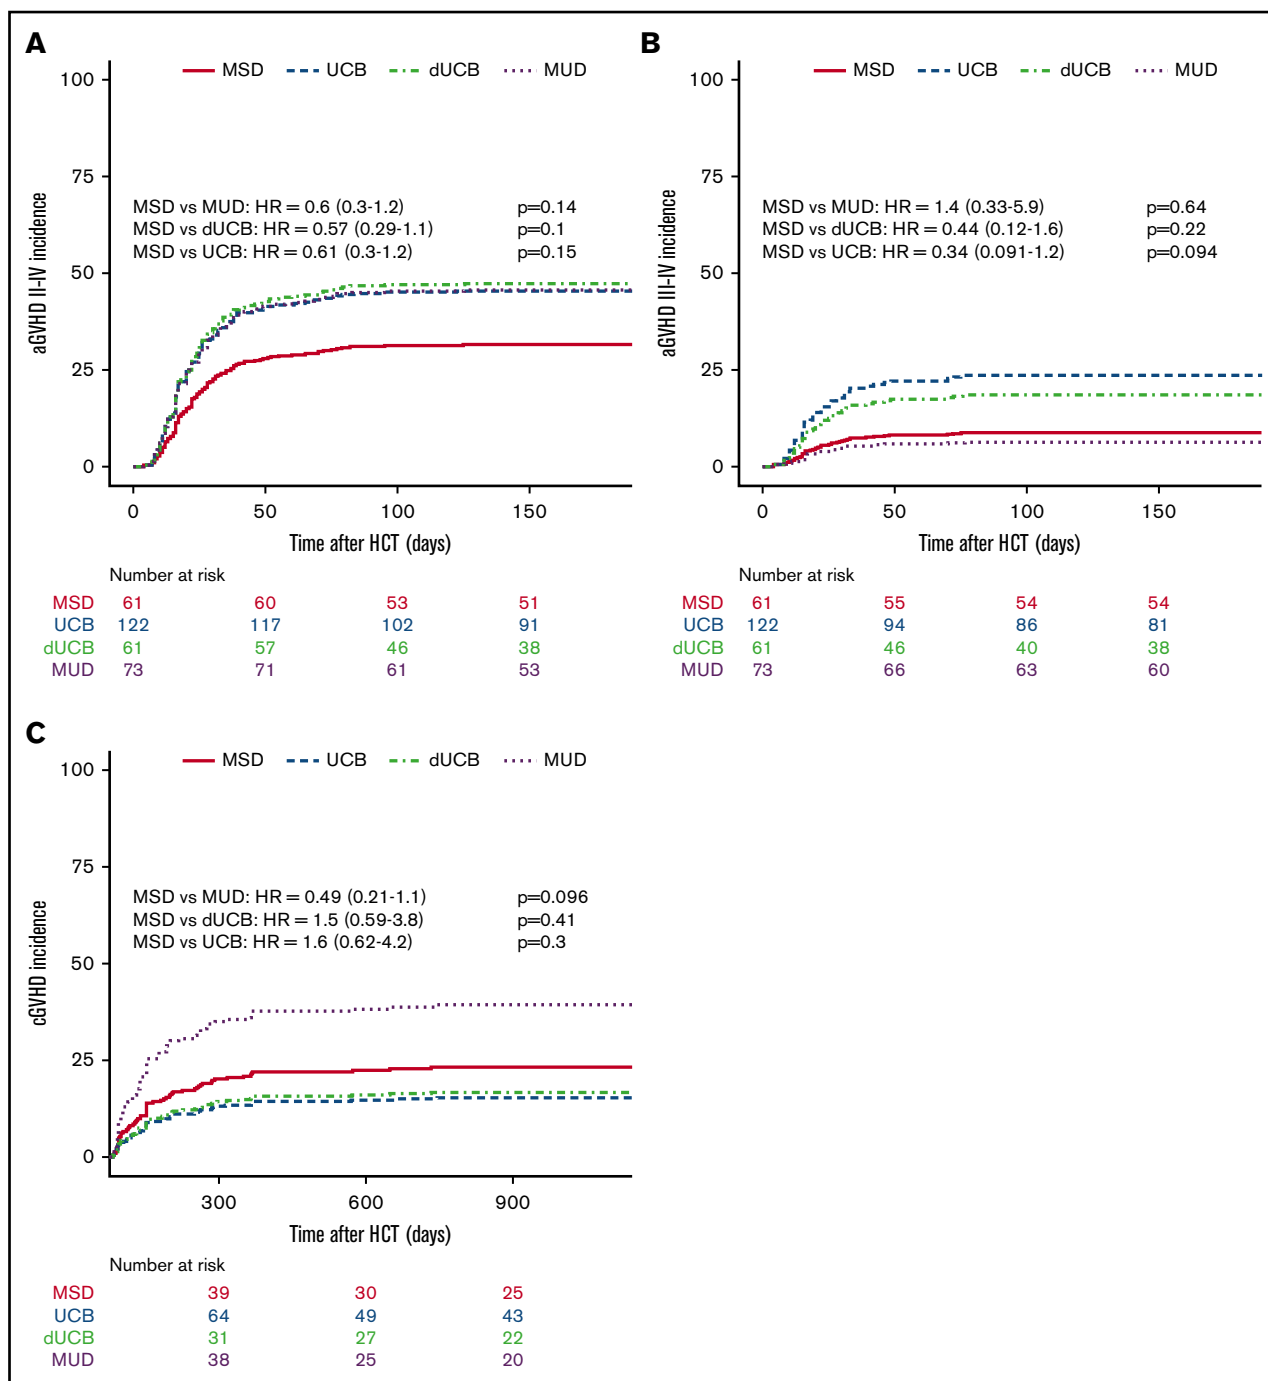 A
MSD UCB dUCB MUD
100
75
50
25
0
aGVHD II-IV incidence
MSD vs MUD: HR = 0.6 (0.3-1.2) p=0.14
MSD vs dUCB: HR = 0.57 (0.29-1.1) p=0.1
MSD vs UCB: HR = 0.61 (0.3-1.2) p=0.15
0 50 100 150
Time after HCT (days)
Number at risk
MSD 61 60 53 51
UCB 122 117 102 91
dUCB 61 57 46 38
MUD 73 71 61 53
B
MSD UCB dUCB MUD
100
75
50
25
0
aGVHD III-IV incidence
MSD vs MUD: HR = 1.4 (0.33-5.9) p=0.64
MSD vs dUCB: HR = 0.44 (0.12-1.6) p=0.22
MSD vs UCB: HR = 0.34 (0.091-1.2) p=0.094
0 50 100 150
Time after HCT (days)
Number at risk
MSD 61 55 54 54
UCB 122 94 86 81
dUCB 61 46 40 38
MUD 73 66 63 60
C
MSD UCB dUCB MUD
100
75
50
25
0
cGVHD incidence
MSD vs MUD: HR = 0.49 (0.21-1.1) p=0.096
MSD vs dUCB: HR = 1.5 (0.59-3.8) p=0.41
MSD vs UCB: HR = 1.6 (0.62-4.2) p=0.3
300 600 900
Time after HCT (days)
Number at risk
MSD 39 30 25
UCB 64 49 43
dUCB 31 27 22
MUD 38 25 20